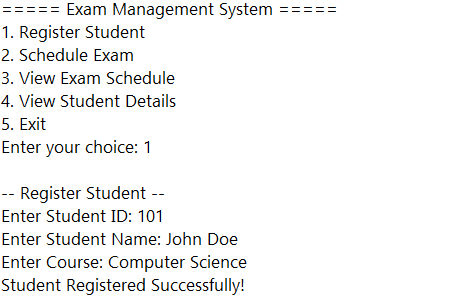 ===== Exam Management System =====
1. Register Student
2. Schedule Exam
3. View Exam Schedule
4. View Student Details
5. Exit
Enter your choice: 1
-- Register Student --
Enter Student ID: 101
Enter Student Name: John Doe
Enter Course: Computer Science
Student Registered Successfully!